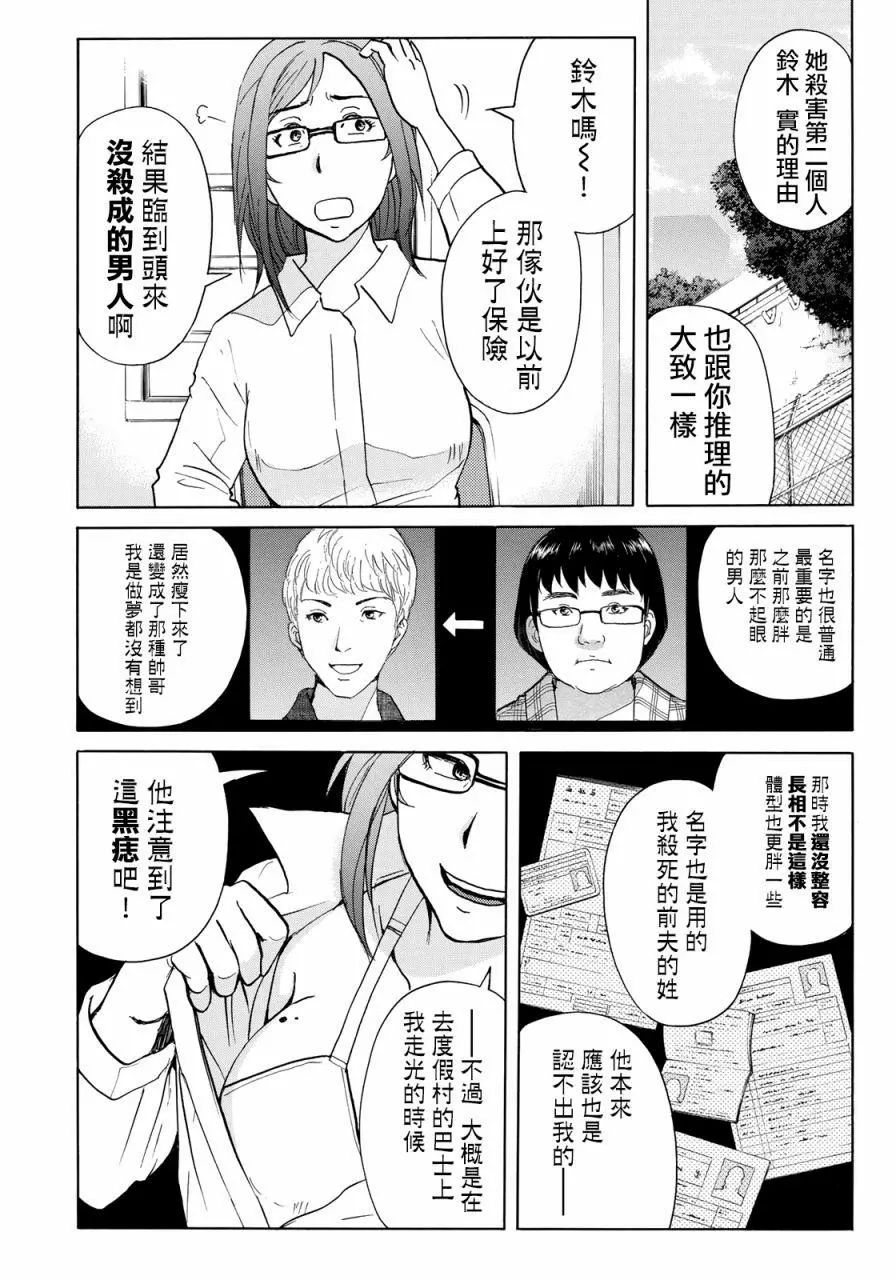 她殺害第二個人
鈴木 實的理由
也跟你推理的
大致一樣
鈴木嗎～！
那傢伙是以前
上好了保險
結果臨到頭來
沒殺成的男人啊
名字也很普通
最重要的是
之前那麼胖
那麼不起眼
的男人
居然瘦下來了
還變成了那種帥哥
我是做夢都沒有想到
那時我還沒整容
長相不是這樣
體型也更胖一些
名字也是用的
我殺死的前夫的姓
他本來
應該也是
認不出我的——
——不過 大概是在
去度假村的巴士上
我走光的時候
他注意到了
這黑痣吧！